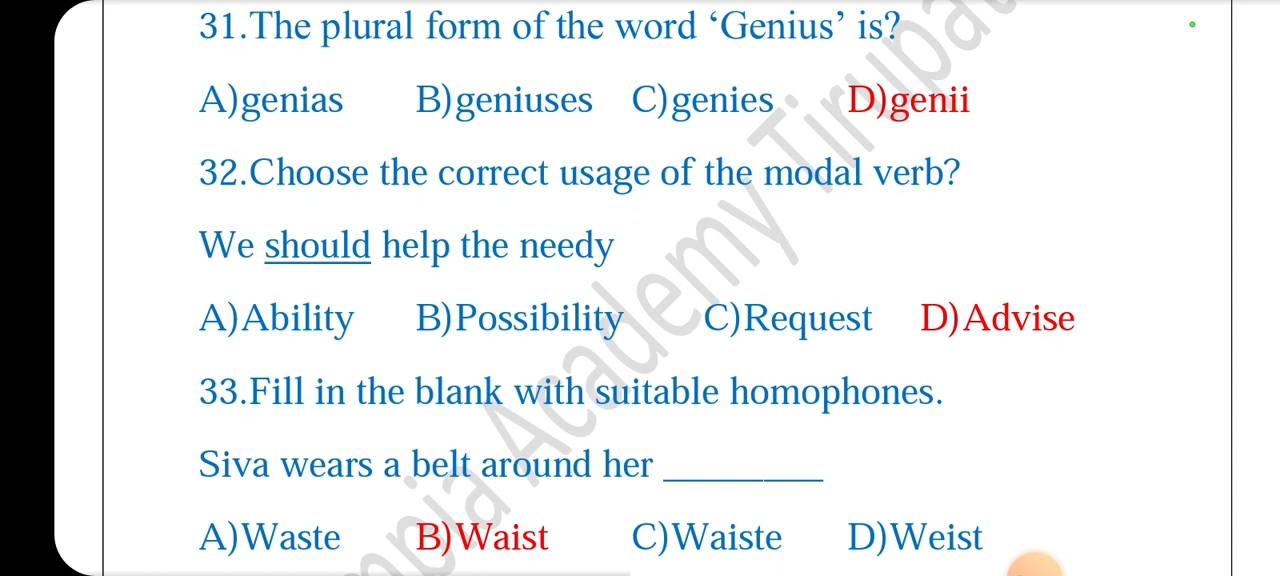 31.The plural form of the word ‘Genius’ is?
A)genias B)geniuses C)genies D)genii
32.Choose the correct usage of the modal verb?
We should help the needy
A)Ability B)Possibility C)Request D)Advise
33.Fill in the blank with suitable homophones.
Siva wears a belt around her ________
A)Waste B)Waist C)Waiste D)Weist
Academy